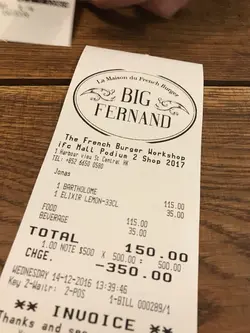 La Maison du French Burger
BIG
FERNAND
The French Burger Workshop
ifc Mall Podium 2 Shop 2017
1 Harbour view St Central HK
TEL: +852 6650 0580
Jonas
1 BARTHOLOME 115.00
1 ELIXIR LEMON-33CL 35.00
FOOD 115.00
BEVERAGE 35.00
TOTAL 150.00
1.00 NOTE $500 X 500.00 : 500.00
CHGE. -350.00
WEDNESDAY 14-12-2016 13:39:46
Key 2-Waitr: 2-POS 1-BILL 000289/1
** INVOICE **
Thanks and see